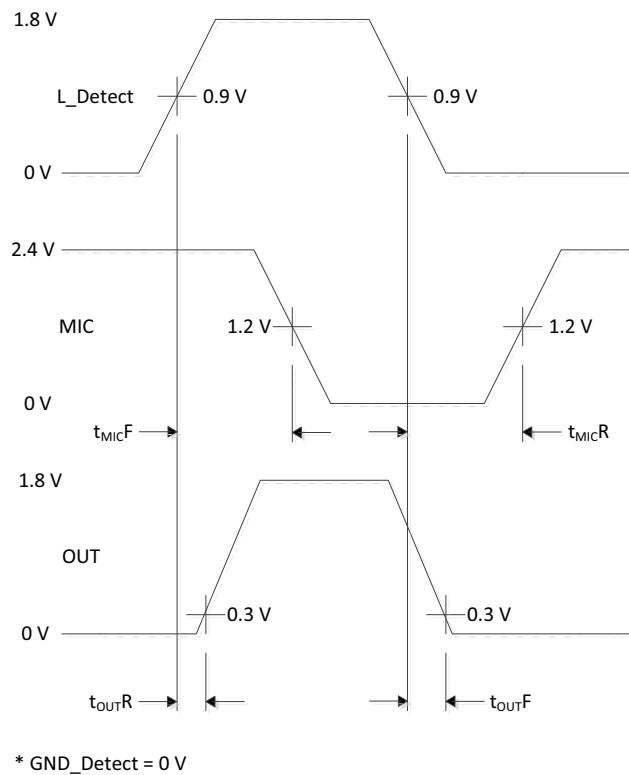 1.8 V
L_Detect
0.9 V
0.9 V
0 V
2.4 V
MIC
1.2 V
1.2 V
0 V
tMICF
tMICR
1.8 V
OUT
0.3 V
0.3 V
0 V
tOUTR
tOUTF
* GND_Detect = 0 V